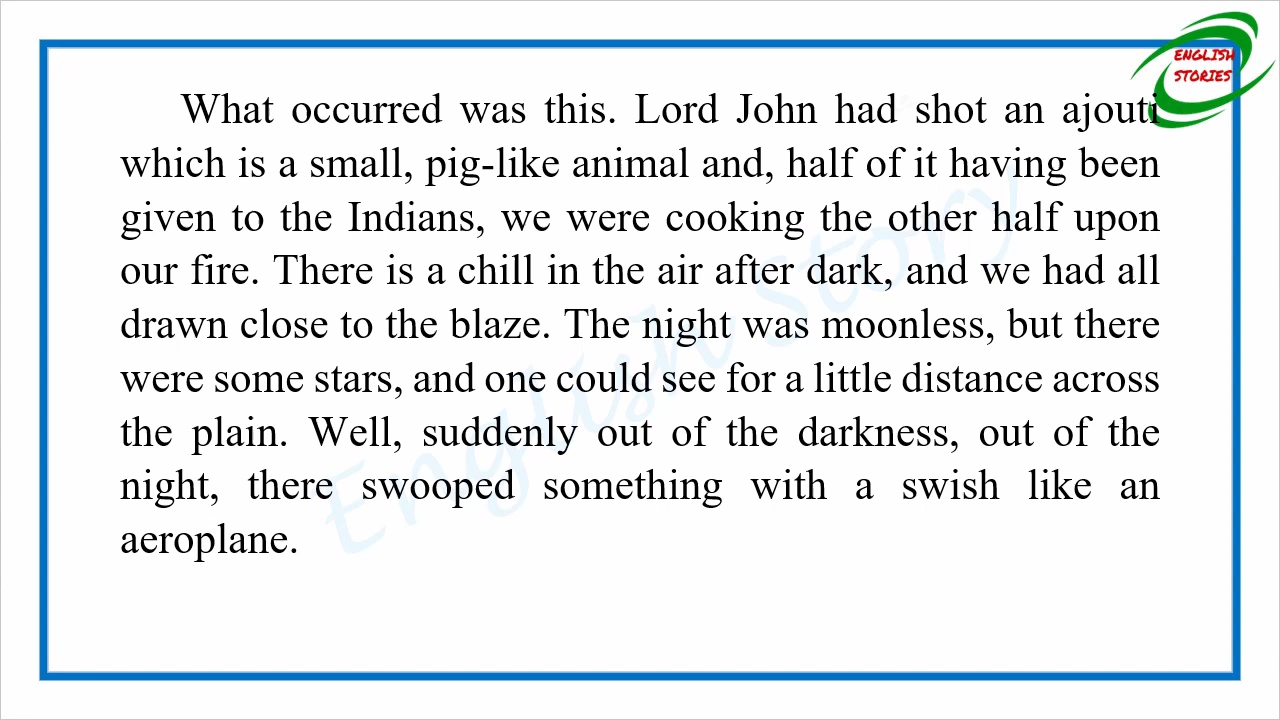 ENGLISH
STORIES
What occurred was this. Lord John had shot an ajouti
which is a small, pig-like animal and, half of it having been
given to the Indians, we were cooking the other half upon
our fire. There is a chill in the air after dark, and we had all
drawn close to the blaze. The night was moonless, but there
were some stars, and one could see for a little distance across
the plain. Well, suddenly out of the darkness, out of the
night, there swooped something with a swish like an
aeroplane.
English Story